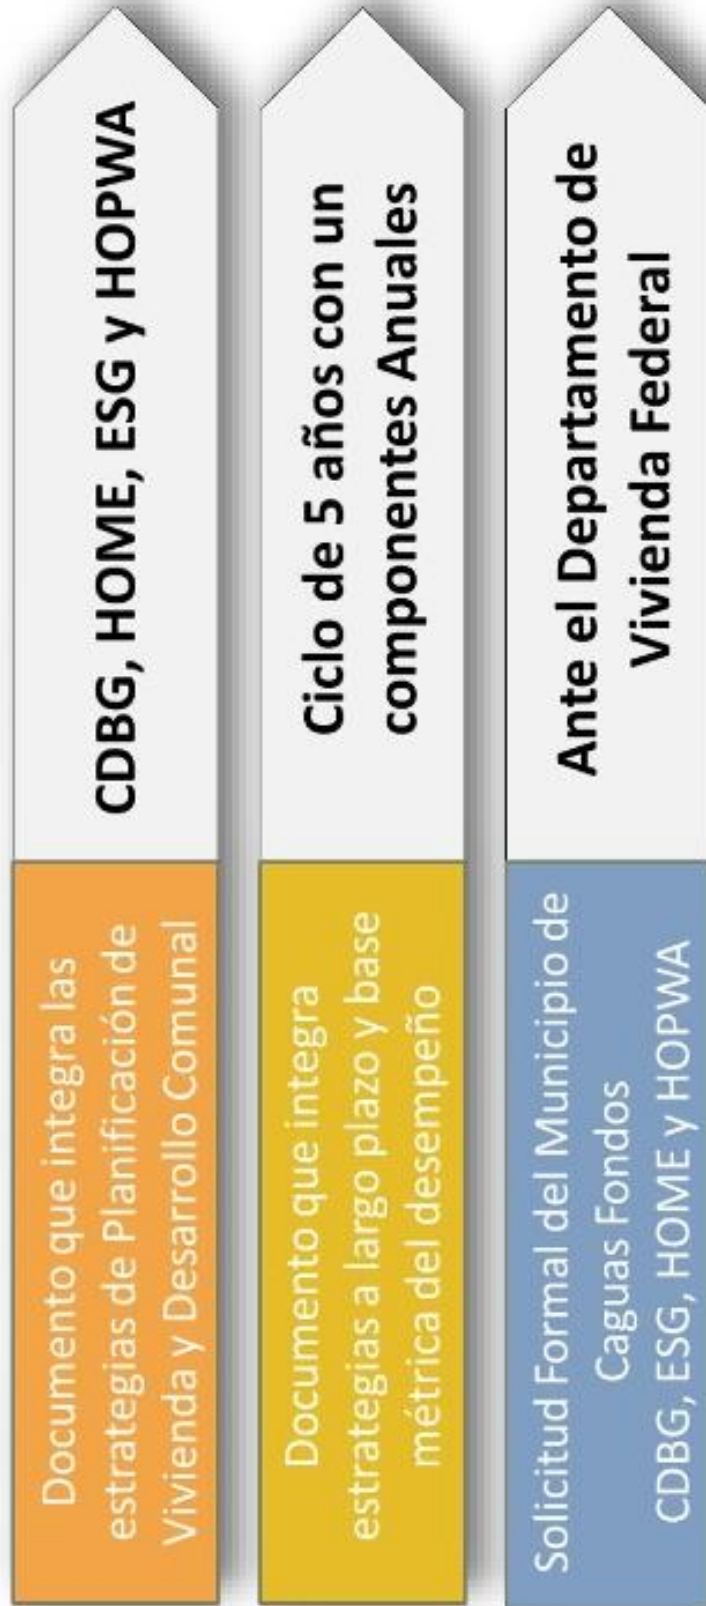 Documento que integra las
estrategias de Planificación de
Vivienda y Desarrollo Comunal
CDBG, HOME, ESG y HOPWA
Documento que integra
estrategias a largo plazo y base
métrica del desempeño
Ciclo de 5 años con un
componentes Anuales
Solicitud Formal del Municipio de
Caguas Fondos
CDBG, ESG, HOME y HOPWA
Ante el Departamento de
Vivienda Federal